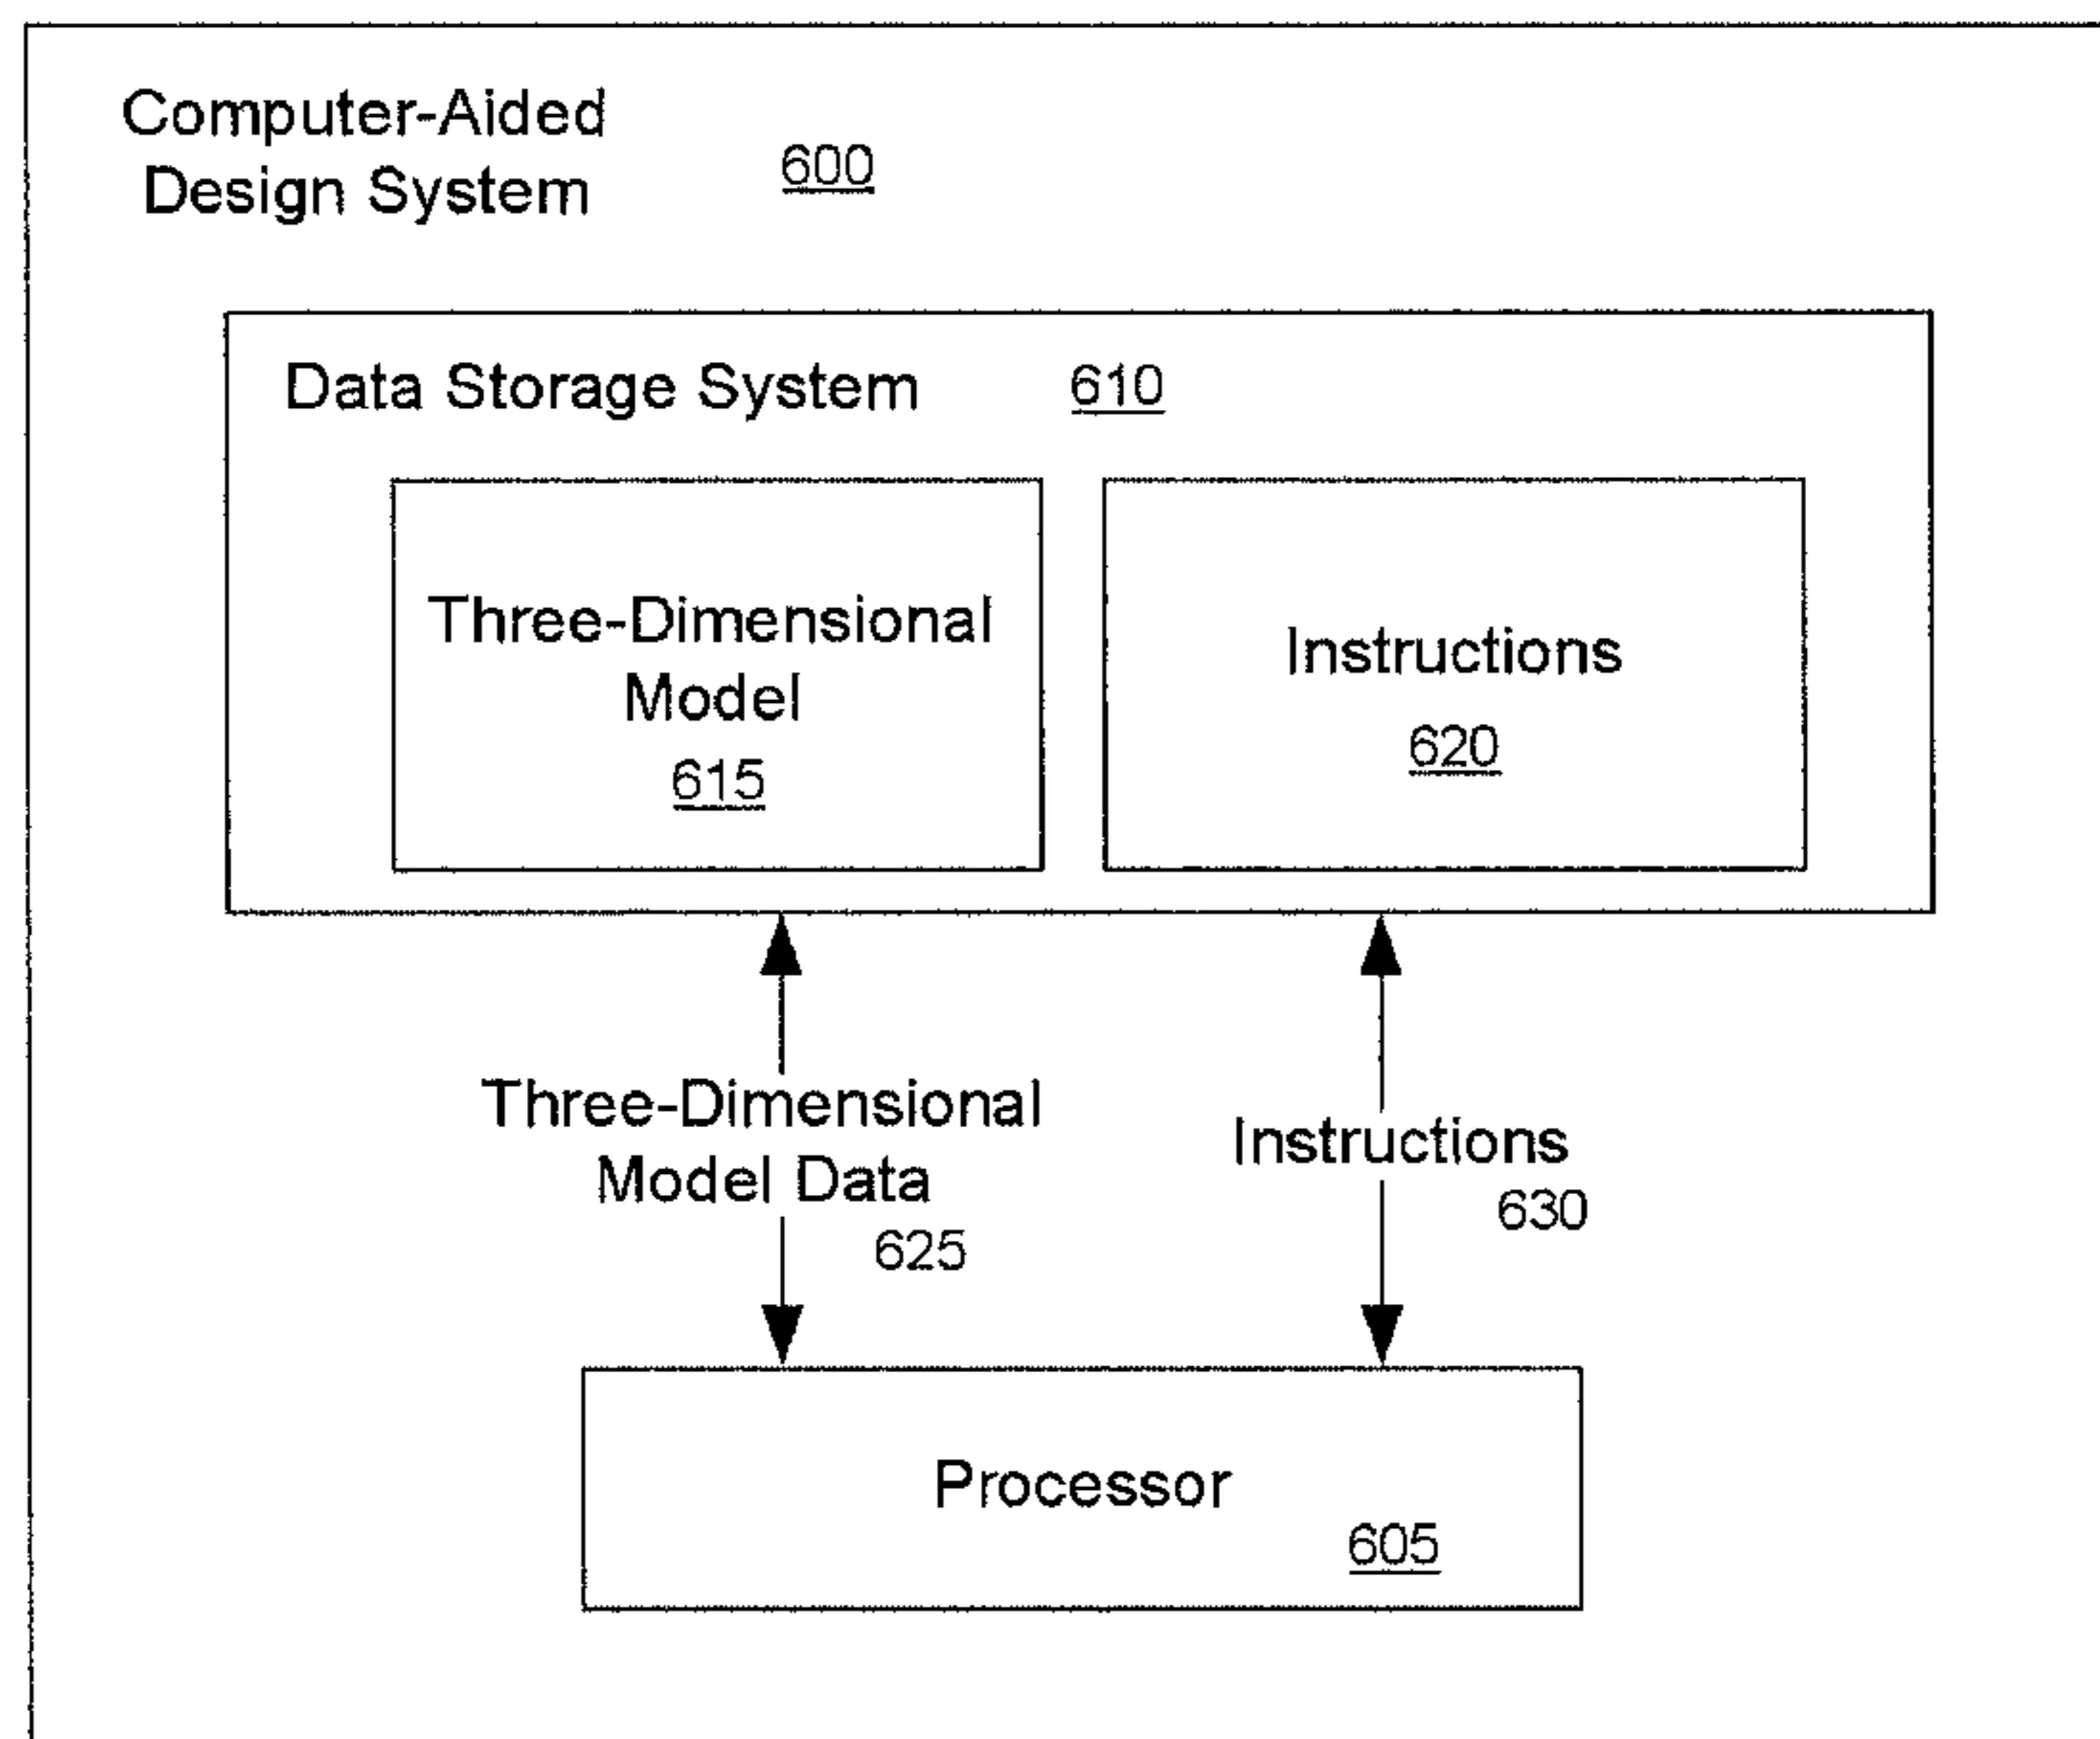 Computer-Aided
Design System
600
Data Storage System 610
Three-Dimensional
Model
615
Instructions
620
Three-Dimensional
Model Data
625
Instructions
630
Processor
605